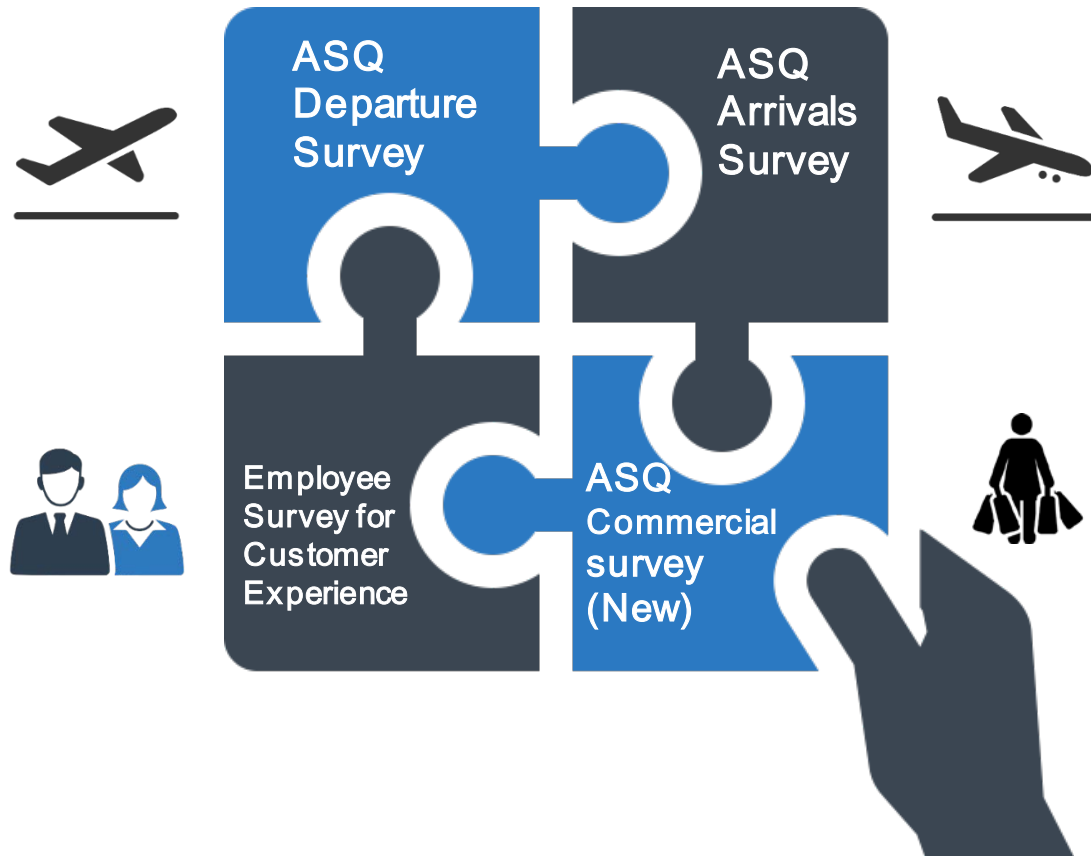 ASQ
Departure
Survey
ASQ
Arrivals
Survey
Employee
Survey for
Customer
Experience
ASQ
Commercial
survey
(New)